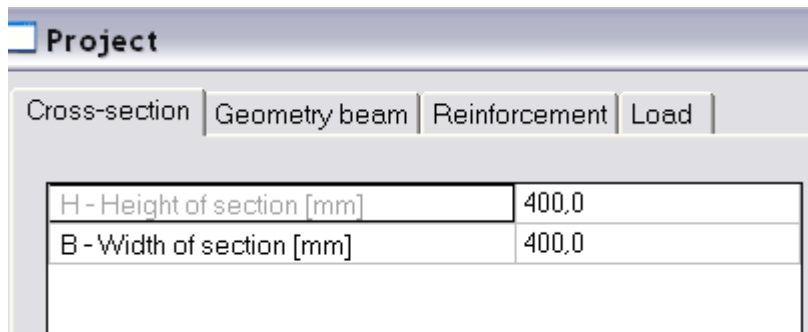 Project
Cross-section Geometry beam Reinforcement Load
H - Height of section [mm] 400,0
B - Width of section [mm] 400,0